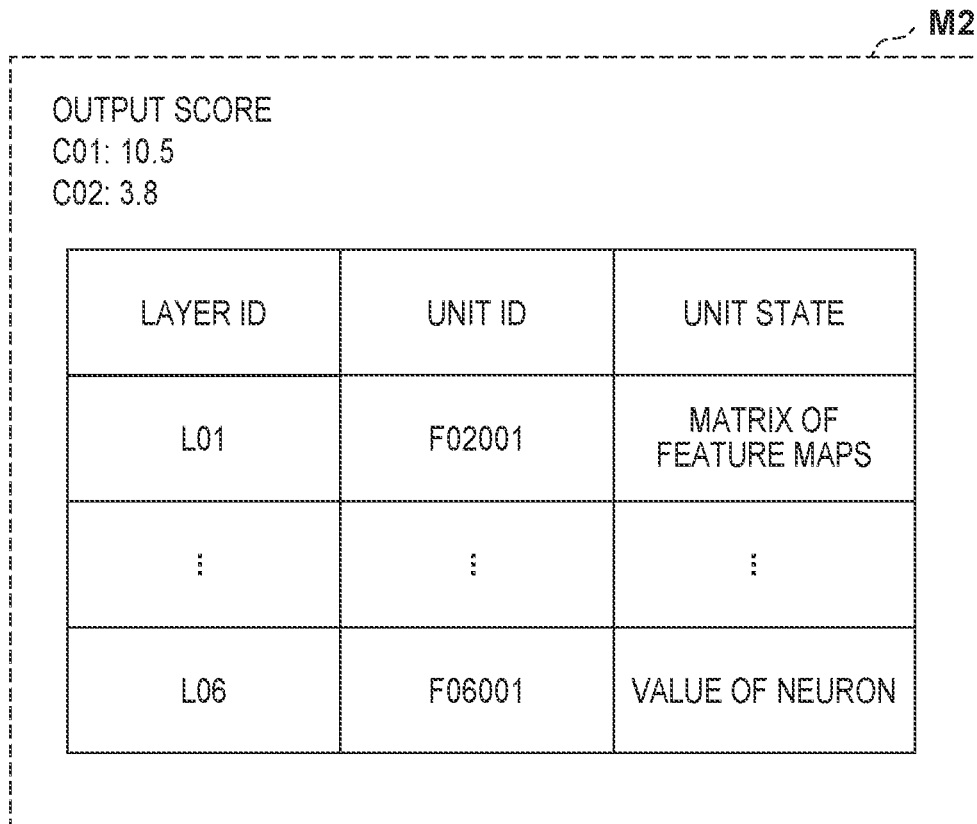 M2
OUTPUT SCORE
C01: 10.5
C02: 3.8
LAYER ID
UNIT ID
UNIT STATE
L01
F02001
MATRIX OF
FEATURE MAPS
⋮
⋮
⋮
L06
F06001
VALUE OF NEURON